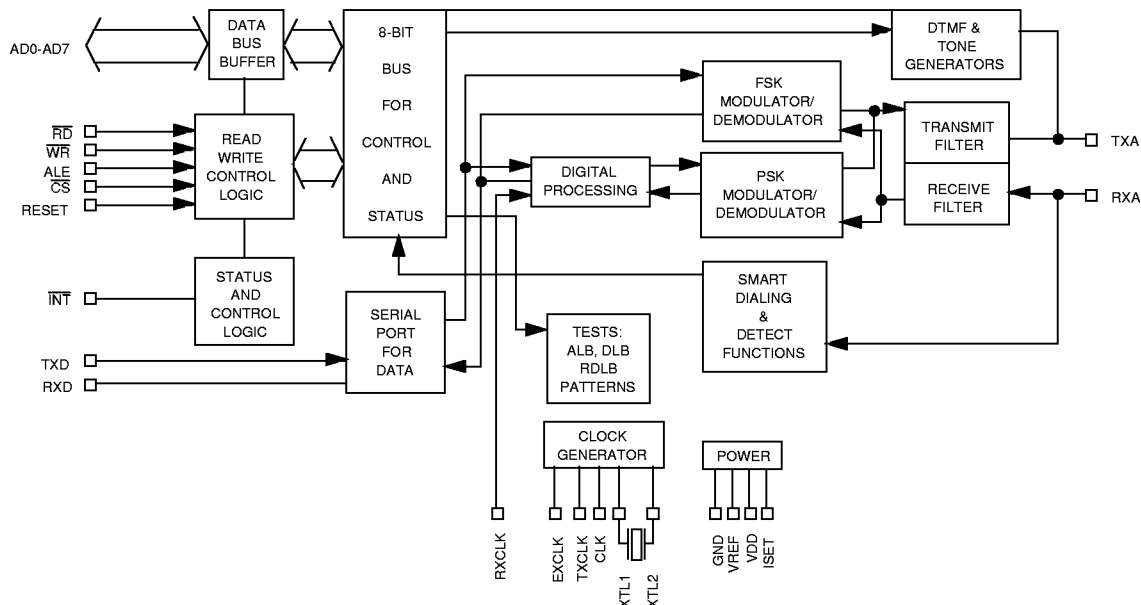 AD0-AD7
DATA
BUS
BUFFER
8-BIT
BUS
FOR
CONTROL
AND
STATUS
DTMF &
TONE
GENERATORS
FSK
MODULATOR/
DEMODULATOR
RD
WR
ALE
CS
RESET
READ
WRITE
CONTROL
LOGIC
DIGITAL
PROCESSING
PSK
MODULATOR/
DEMODULATOR
TRANSMIT
FILTER
RECEIVE
FILTER
TXA
RXA
INT
STATUS
AND
CONTROL
LOGIC
SERIAL
PORT
FOR
DATA
TXD
RXD
TESTS:
ALB, DLB
RDLB
PATTERNS
SMART
DIALING
&
DETECT
FUNCTIONS
CLOCK
GENERATOR
POWER
RXCLK
EXCLK
TXCLK
CLK
XTL1
XTL2
GND
VREF
VDD
ISET